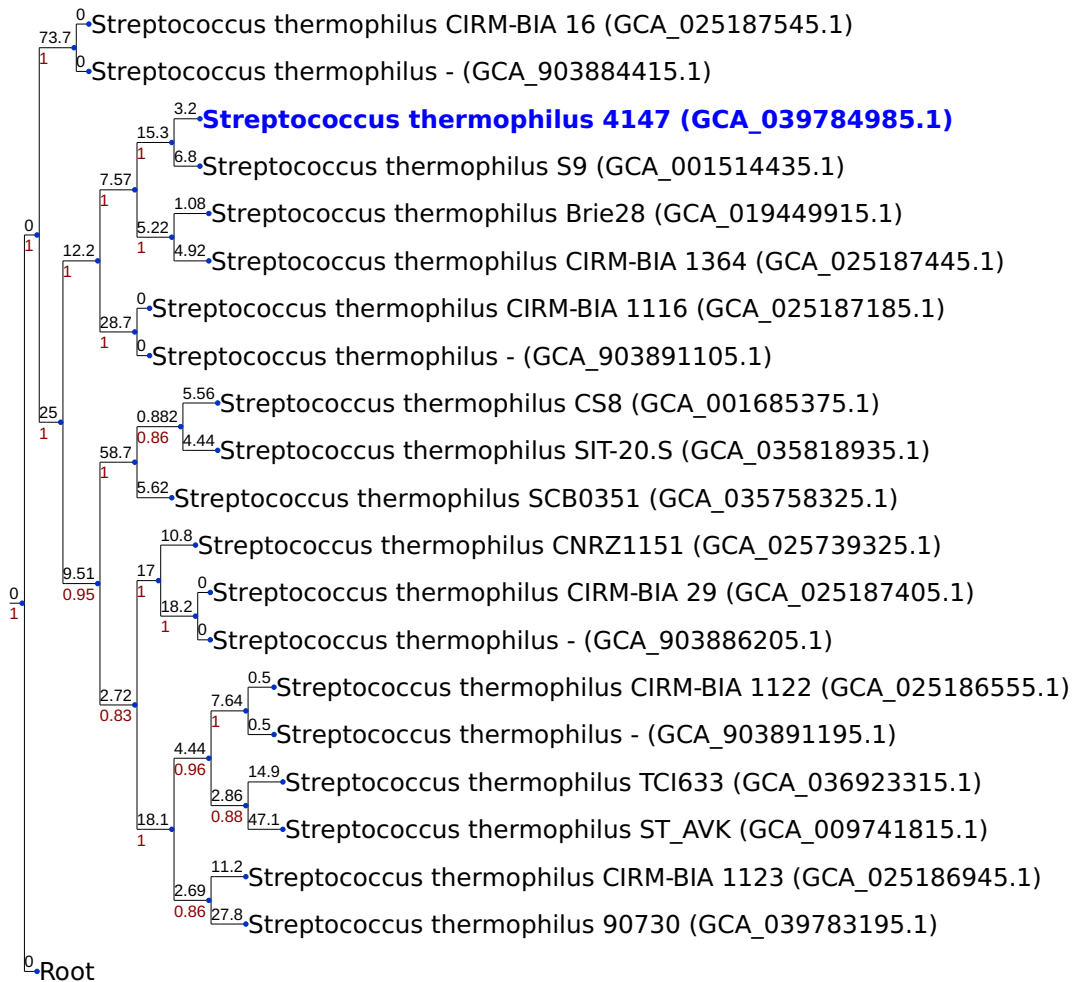 0
Streptococcus thermophilus CIRM-BIA 16 (GCA_025187545.1)
73.7
1
0
Streptococcus thermophilus - (GCA_903884415.1)
3.2
Streptococcus thermophilus 4147 (GCA_039784985.1)
15.3
1
6.8
Streptococcus thermophilus S9 (GCA_001514435.1)
7.57
1
1.08
Streptococcus thermophilus Brie28 (GCA_019449915.1)
0
1
5.22
1
4.92
Streptococcus thermophilus CIRM-BIA 1364 (GCA_025187445.1)
12.2
1
0
Streptococcus thermophilus CIRM-BIA 1116 (GCA_025187185.1)
28.7
1
0
Streptococcus thermophilus - (GCA_903891105.1)
5.56
Streptococcus thermophilus CS8 (GCA_001685375.1)
25
1
0.882
0.86
4.44
Streptococcus thermophilus SIT-20.S (GCA_035818935.1)
58.7
1
5.62
Streptococcus thermophilus SCB0351 (GCA_035758325.1)
10.8
Streptococcus thermophilus CNRZ1151 (GCA_025739325.1)
9.51
0.95
17
1
0
Streptococcus thermophilus CIRM-BIA 29 (GCA_025187405.1)
0
1
18.2
1
0
Streptococcus thermophilus - (GCA_903886205.1)
0.5
Streptococcus thermophilus CIRM-BIA 1122 (GCA_025186555.1)
2.72
0.83
7.64
1
0.5
Streptococcus thermophilus - (GCA_903891195.1)
4.44
0.96
14.9
Streptococcus thermophilus TCI633 (GCA_036923315.1)
2.86
0.88
47.1
Streptococcus thermophilus ST_AVK (GCA_009741815.1)
18.1
1
11.2
Streptococcus thermophilus CIRM-BIA 1123 (GCA_025186945.1)
2.69
0.86
27.8
Streptococcus thermophilus 90730 (GCA_039783195.1)
0
Root